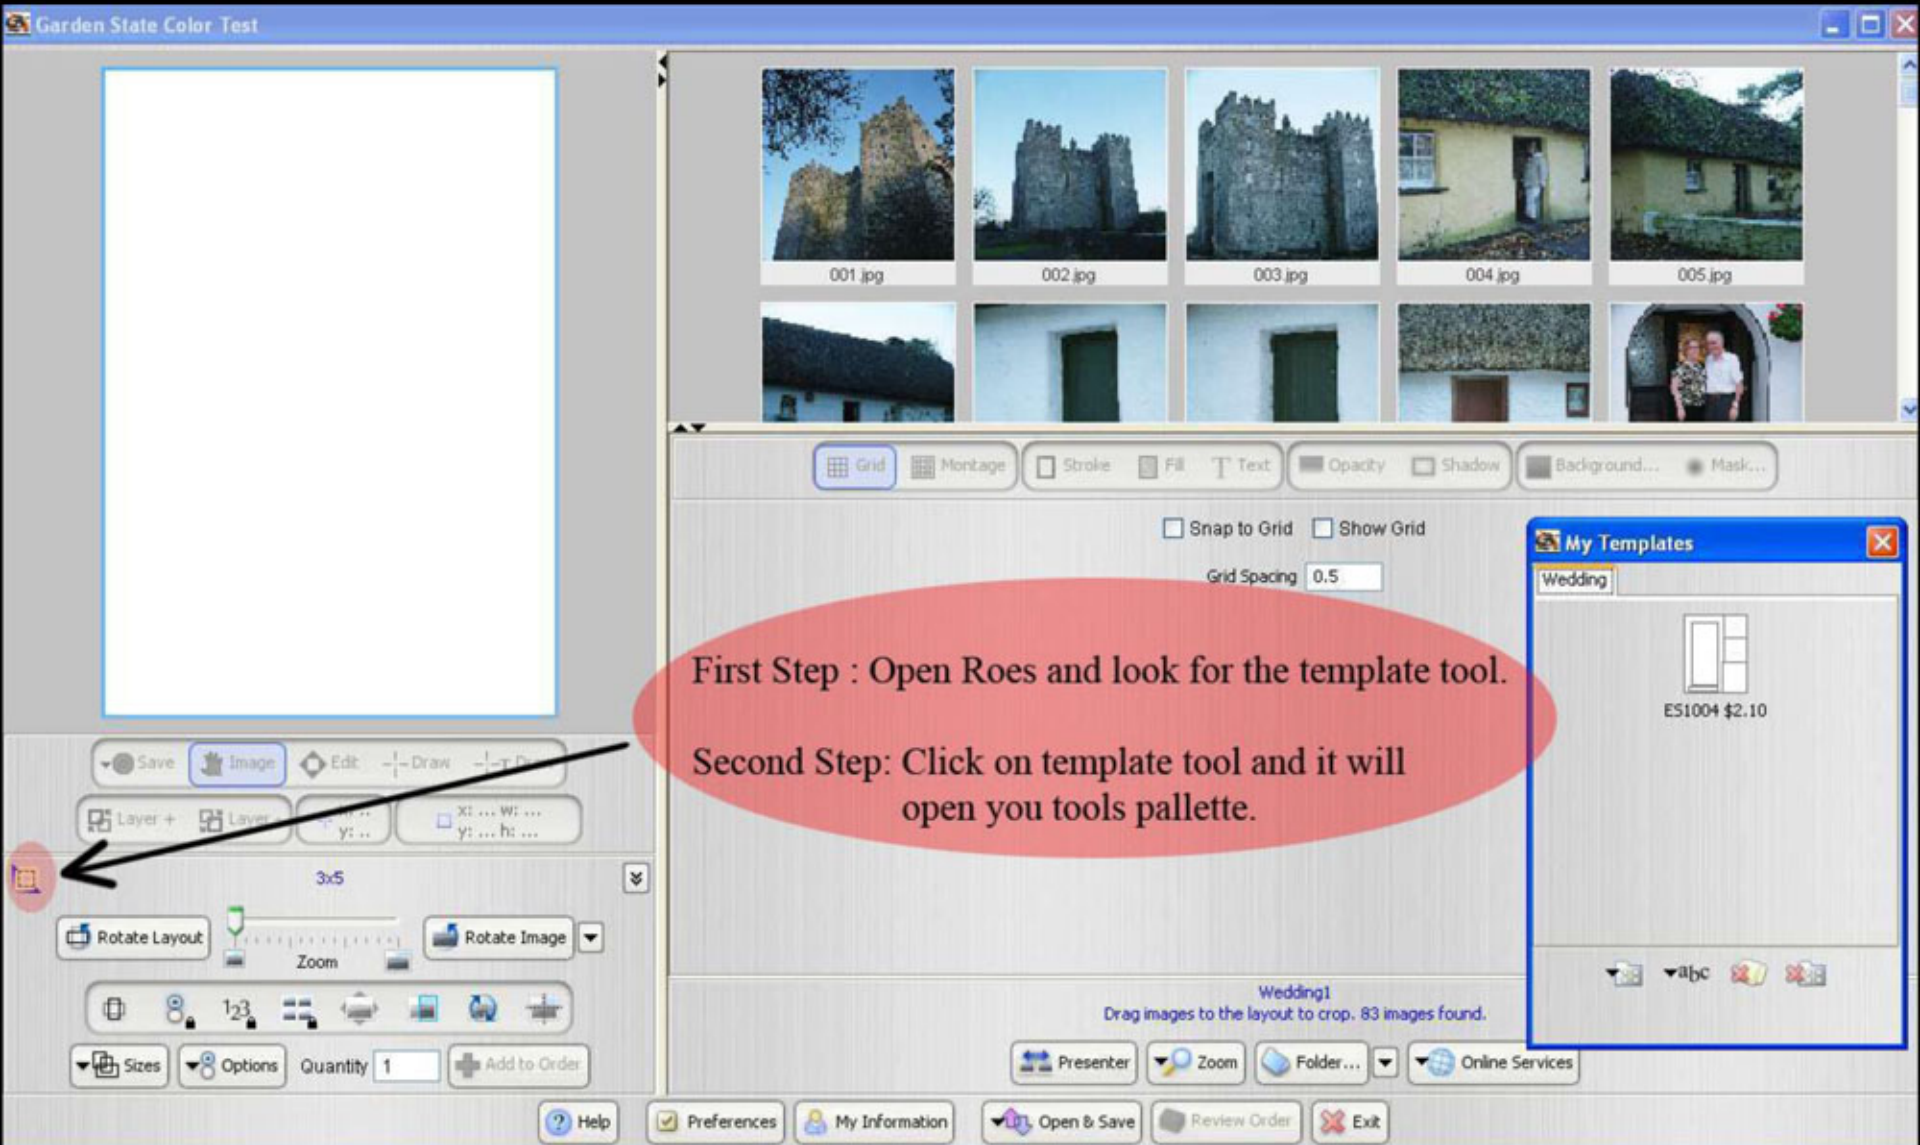 Garden State Color Test
001.jpg
002.jpg
003.jpg
004.jpg
005.jpg
Grid Montage Stroke Fill T Text Opacity Shadow Background... Mask...
Snap to Grid Show Grid
Grid Spacing 0.5
My Templates
Wedding
ES1004 $2.10
First Step : Open Roes and look for the template tool.
Second Step: Click on template tool and it will
open you tools pallette.
Save Image Edit Draw
Layer + Layer
x: ... w: ...
y: ..
y: ... h: ...
3x5
Rotate Layout
Zoom
Rotate Image
123
abc
Wedding1
Drag images to the layout to crop. 83 images found.
Sizes Options Quantity 1 Add to Order
Presenter Zoom Folder... Online Services
Help Preferences My Information Open & Save Review Order Exit